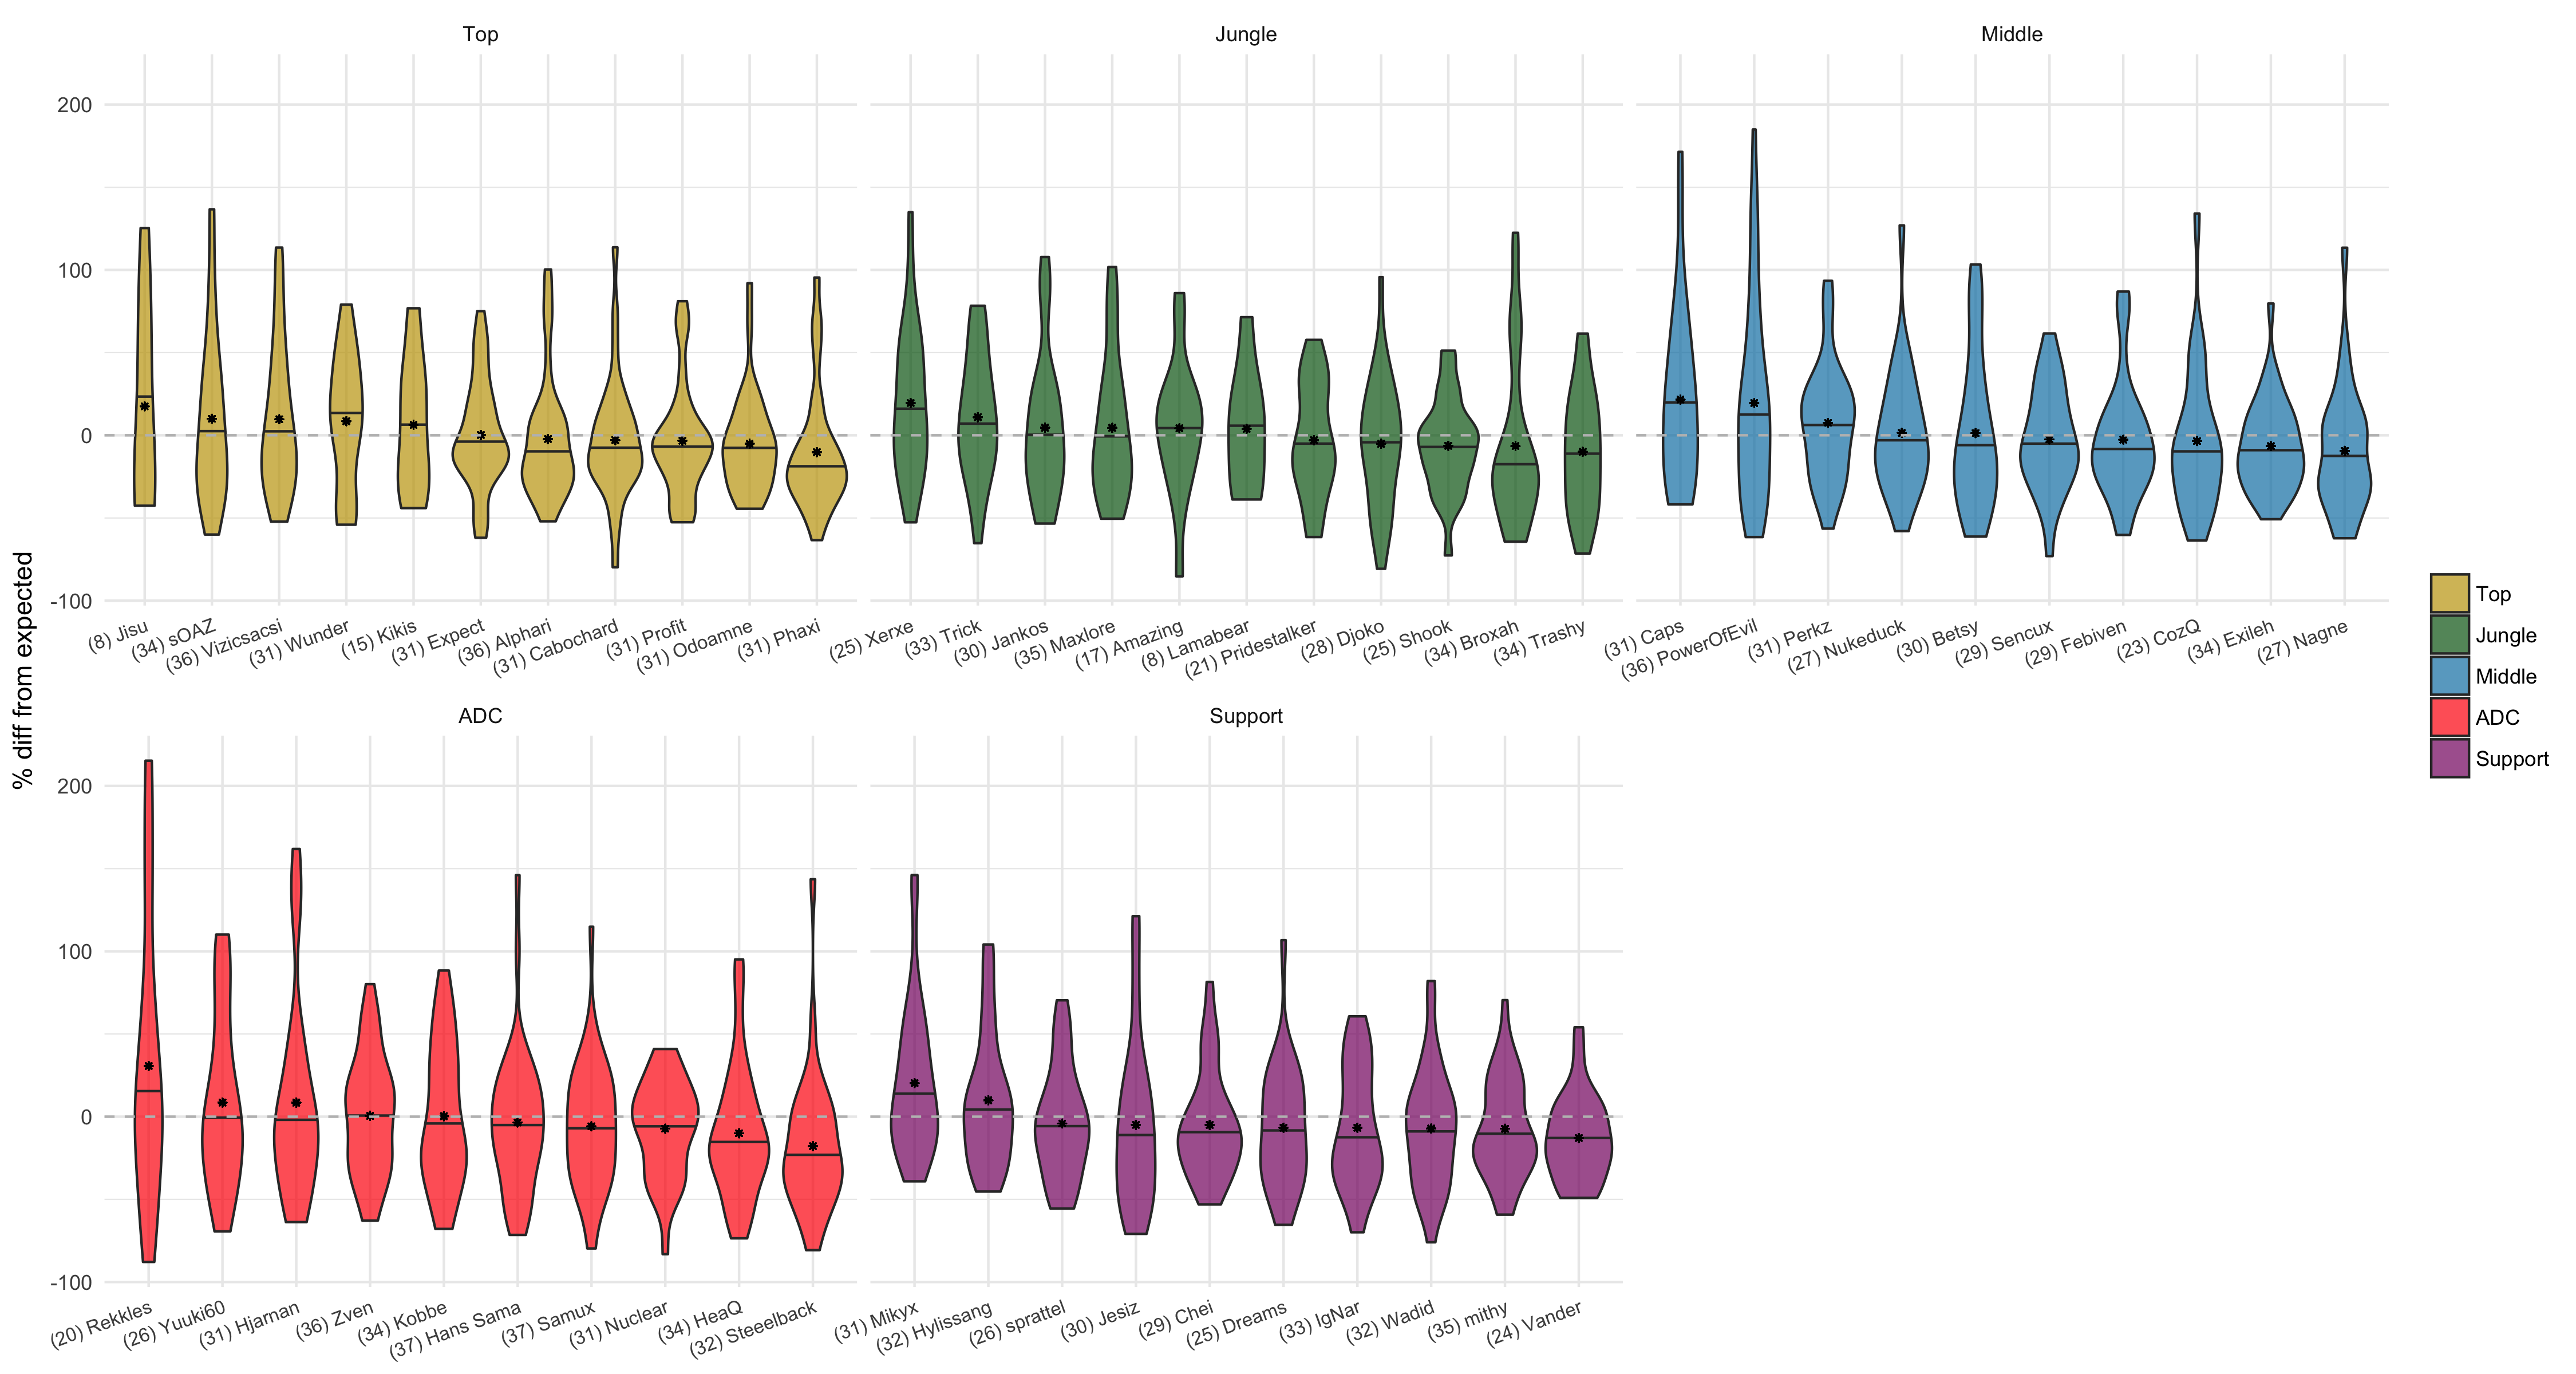 Top
Jungle
Middle
200
100
0
-100
(8) Jisu
(34) sOAZ
(36) Vizicsacsi
(31) Wunder
(15) Kikis
(31) Expect
(36) Alphari
(31) Cabochard
(31) Profit
(31) Odoamne
(31) Phaxi
(25) Xerxe
(33) Trick
(30) Jankos
(35) Maxlore
(17) Amazing
(8) Lamabear
(21) Pridestalker
(28) Djoko
(25) Shook
(34) Broxah
(34) Trashy
(31) Caps
(36) PowerOfEvil
(31) Perkz
(27) Nukeduck
(30) Betsy
(29) Sencux
(29) Febiven
(23) CozQ
(34) Exileh
(27) Nagne
% diff from expected
ADC
Support
200
100
0
-100
(20) Rekkles
(26) Yuuki60
(31) Hjarnan
(36) Zven
(34) Kobbe
(37) Hans Sama
(37) Samux
(31) Nuclear
(34) HeaQ
(32) Steeelback
(31) Mikyx
(32) Hylissang
(26) sprattel
(30) Jesiz
(29) Chei
(25) Dreams
(33) IgNar
(32) Wadid
(35) mithy
(24) Vander
Top
Jungle
Middle
ADC
Support